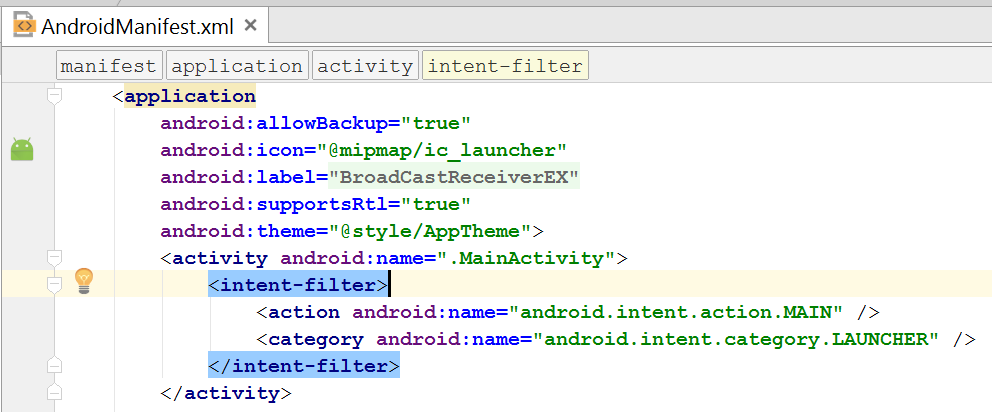 AndroidManifest.xml
manifest application activity intent-filter
<application
android:allowBackup="true"
android:icon="@mipmap/ic_launcher"
android:label="BroadCastReceiverEX"
android:supportsRtl="true"
android:theme="@style/AppTheme">
<activity android:name=".MainActivity">
<intent-filter>
<action android:name="android.intent.action.MAIN" />
<category android:name="android.intent.category.LAUNCHER" />
</intent-filter>
</activity>